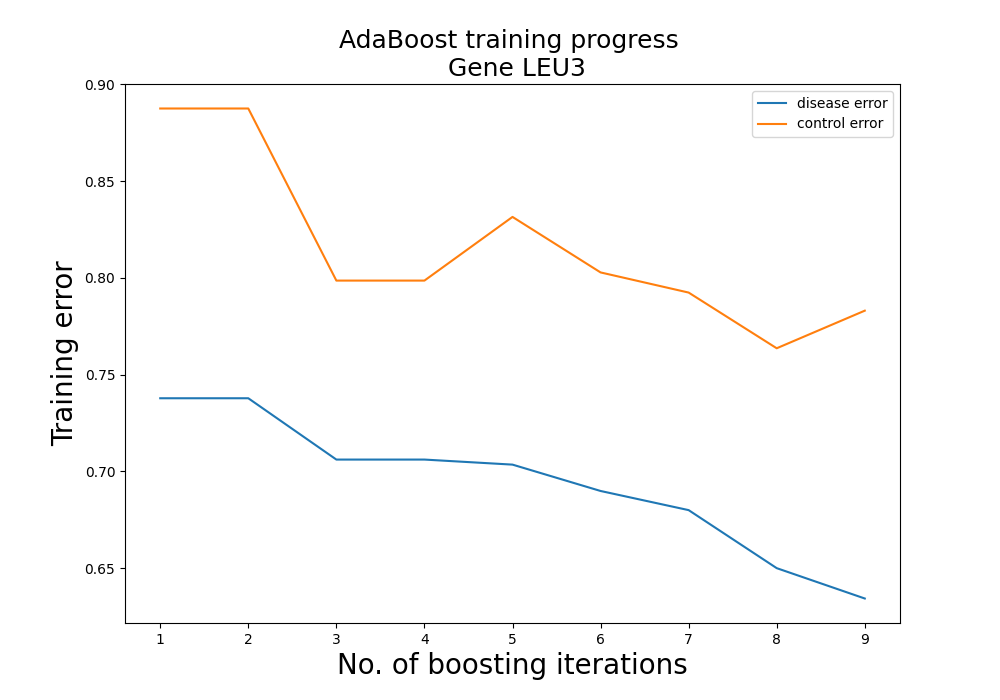 AdaBoost training progress
Gene LEU3
disease error
control error
Training error
0.90
0.85
0.80
0.75
0.70
0.65
1 2 3 4 5 6 7 8 9
No. of boosting iterations